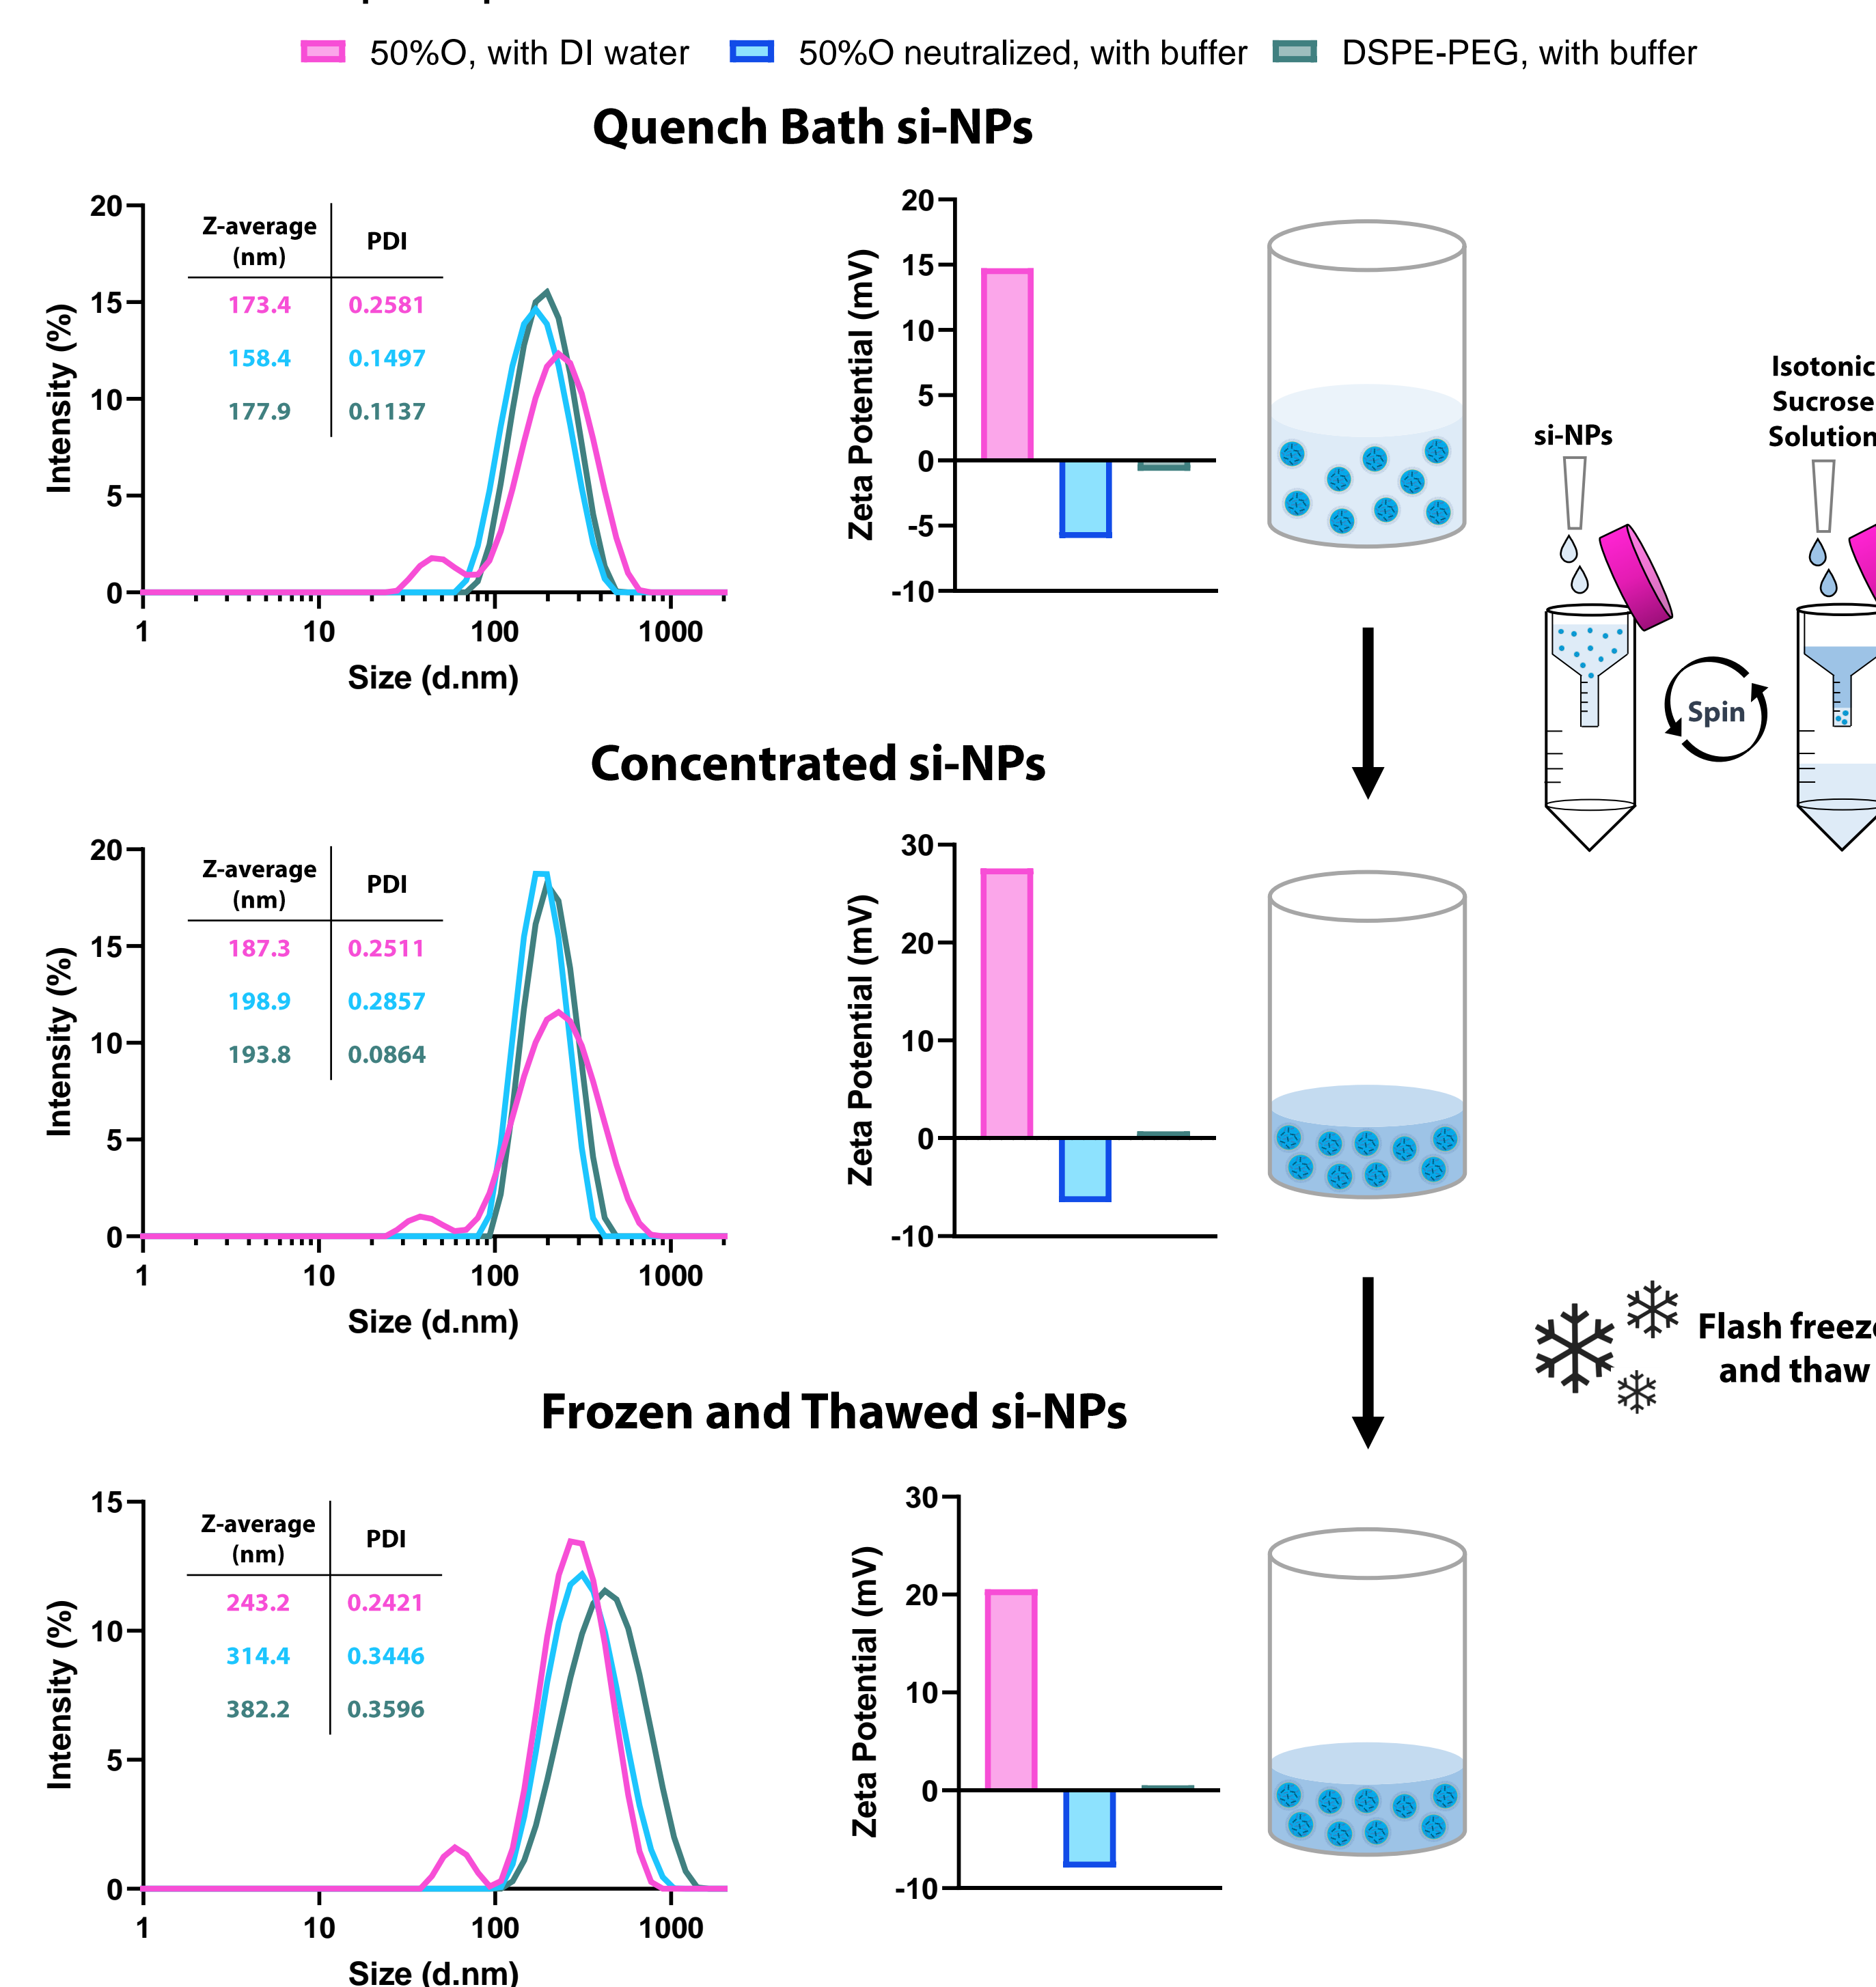 50%O, with DI water 50%O neutralized, with buffer DSPE-PEG, with buffer
Quench Bath si-NPs
Intensity (%)
20
15
10
5
0
1 10 100 1000
Size (d.nm)
Z-average
(nm)
PDI
173.4 0.2581
158.4 0.1497
177.9 0.1137
Zeta Potential (mV)
20
15
10
5
0
-5
-10
si-NPs
Isotonic
Sucrose
Solution
Spin
Concentrated si-NPs
Intensity (%)
20
15
10
5
0
1 10 100 1000
Size (d.nm)
Z-average
(nm)
PDI
187.3 0.2511
198.9 0.2857
193.8 0.0864
Zeta Potential (mV)
30
20
10
0
-10
Flash freeze
and thaw
Frozen and Thawed si-NPs
Intensity (%)
15
10
5
0
1 10 100 1000
Size (d.nm)
Z-average
(nm)
PDI
243.2 0.2421
314.4 0.3446
382.2 0.3596
Zeta Potential (mV)
30
20
10
0
-10